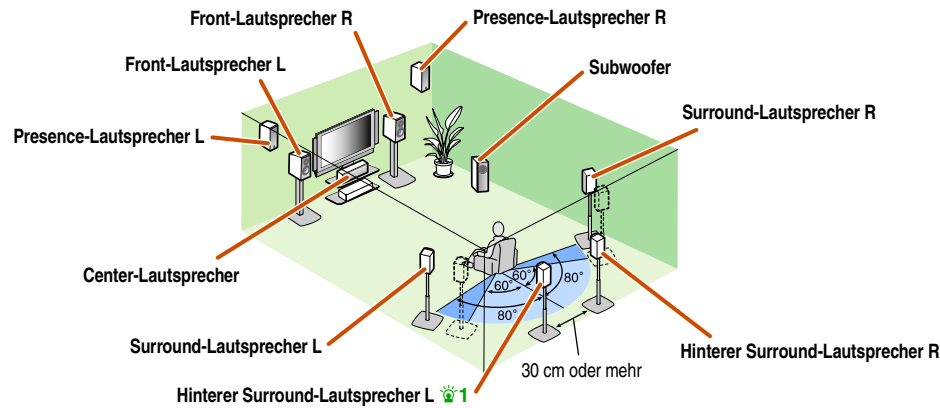 Front-Lautsprecher R
Presence-Lautsprecher R
Front-Lautsprecher L
Subwoofer
Surround-Lautsprecher R
Presence-Lautsprecher L
Center-Lautsprecher
60° 60° 80°
80°
Surround-Lautsprecher L
30 cm oder mehr
Hinterer Surround-Lautsprecher R
Hinterer Surround-Lautsprecher L 1